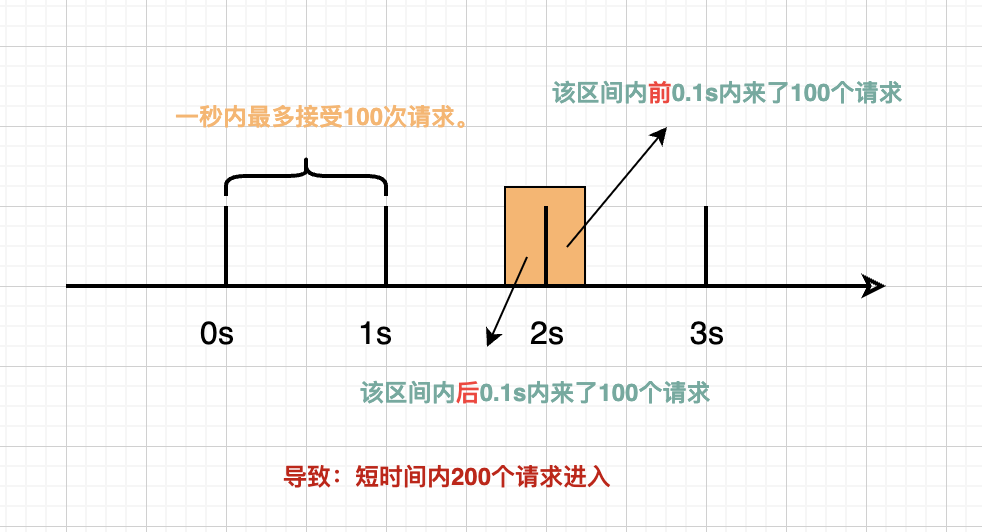 该区间内前0.1s内来了100个请求
一秒内最多接受100次请求。
0s 1s 2s 3s
该区间内后0.1s内来了100个请求
导致：短时间内200个请求进入